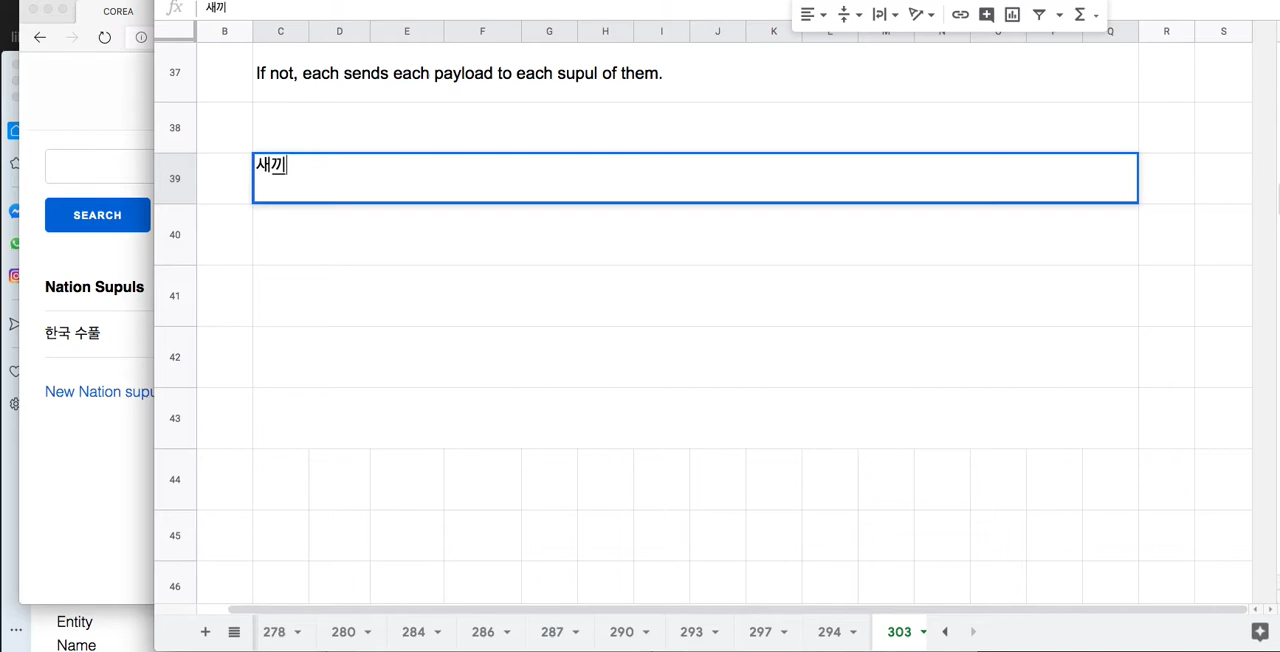 COREA
SEARCH
Nation Supuls
한국 수풀
New Nation supu
Entity
Name
fx 새끼
B C D E F G H I J K L M N O P Q R S
37 If not, each sends each payload to each supul of them.
38
39 새끼
40
41
42
43
44
45
46
278 280 284 286 287 290 293 297 294 303